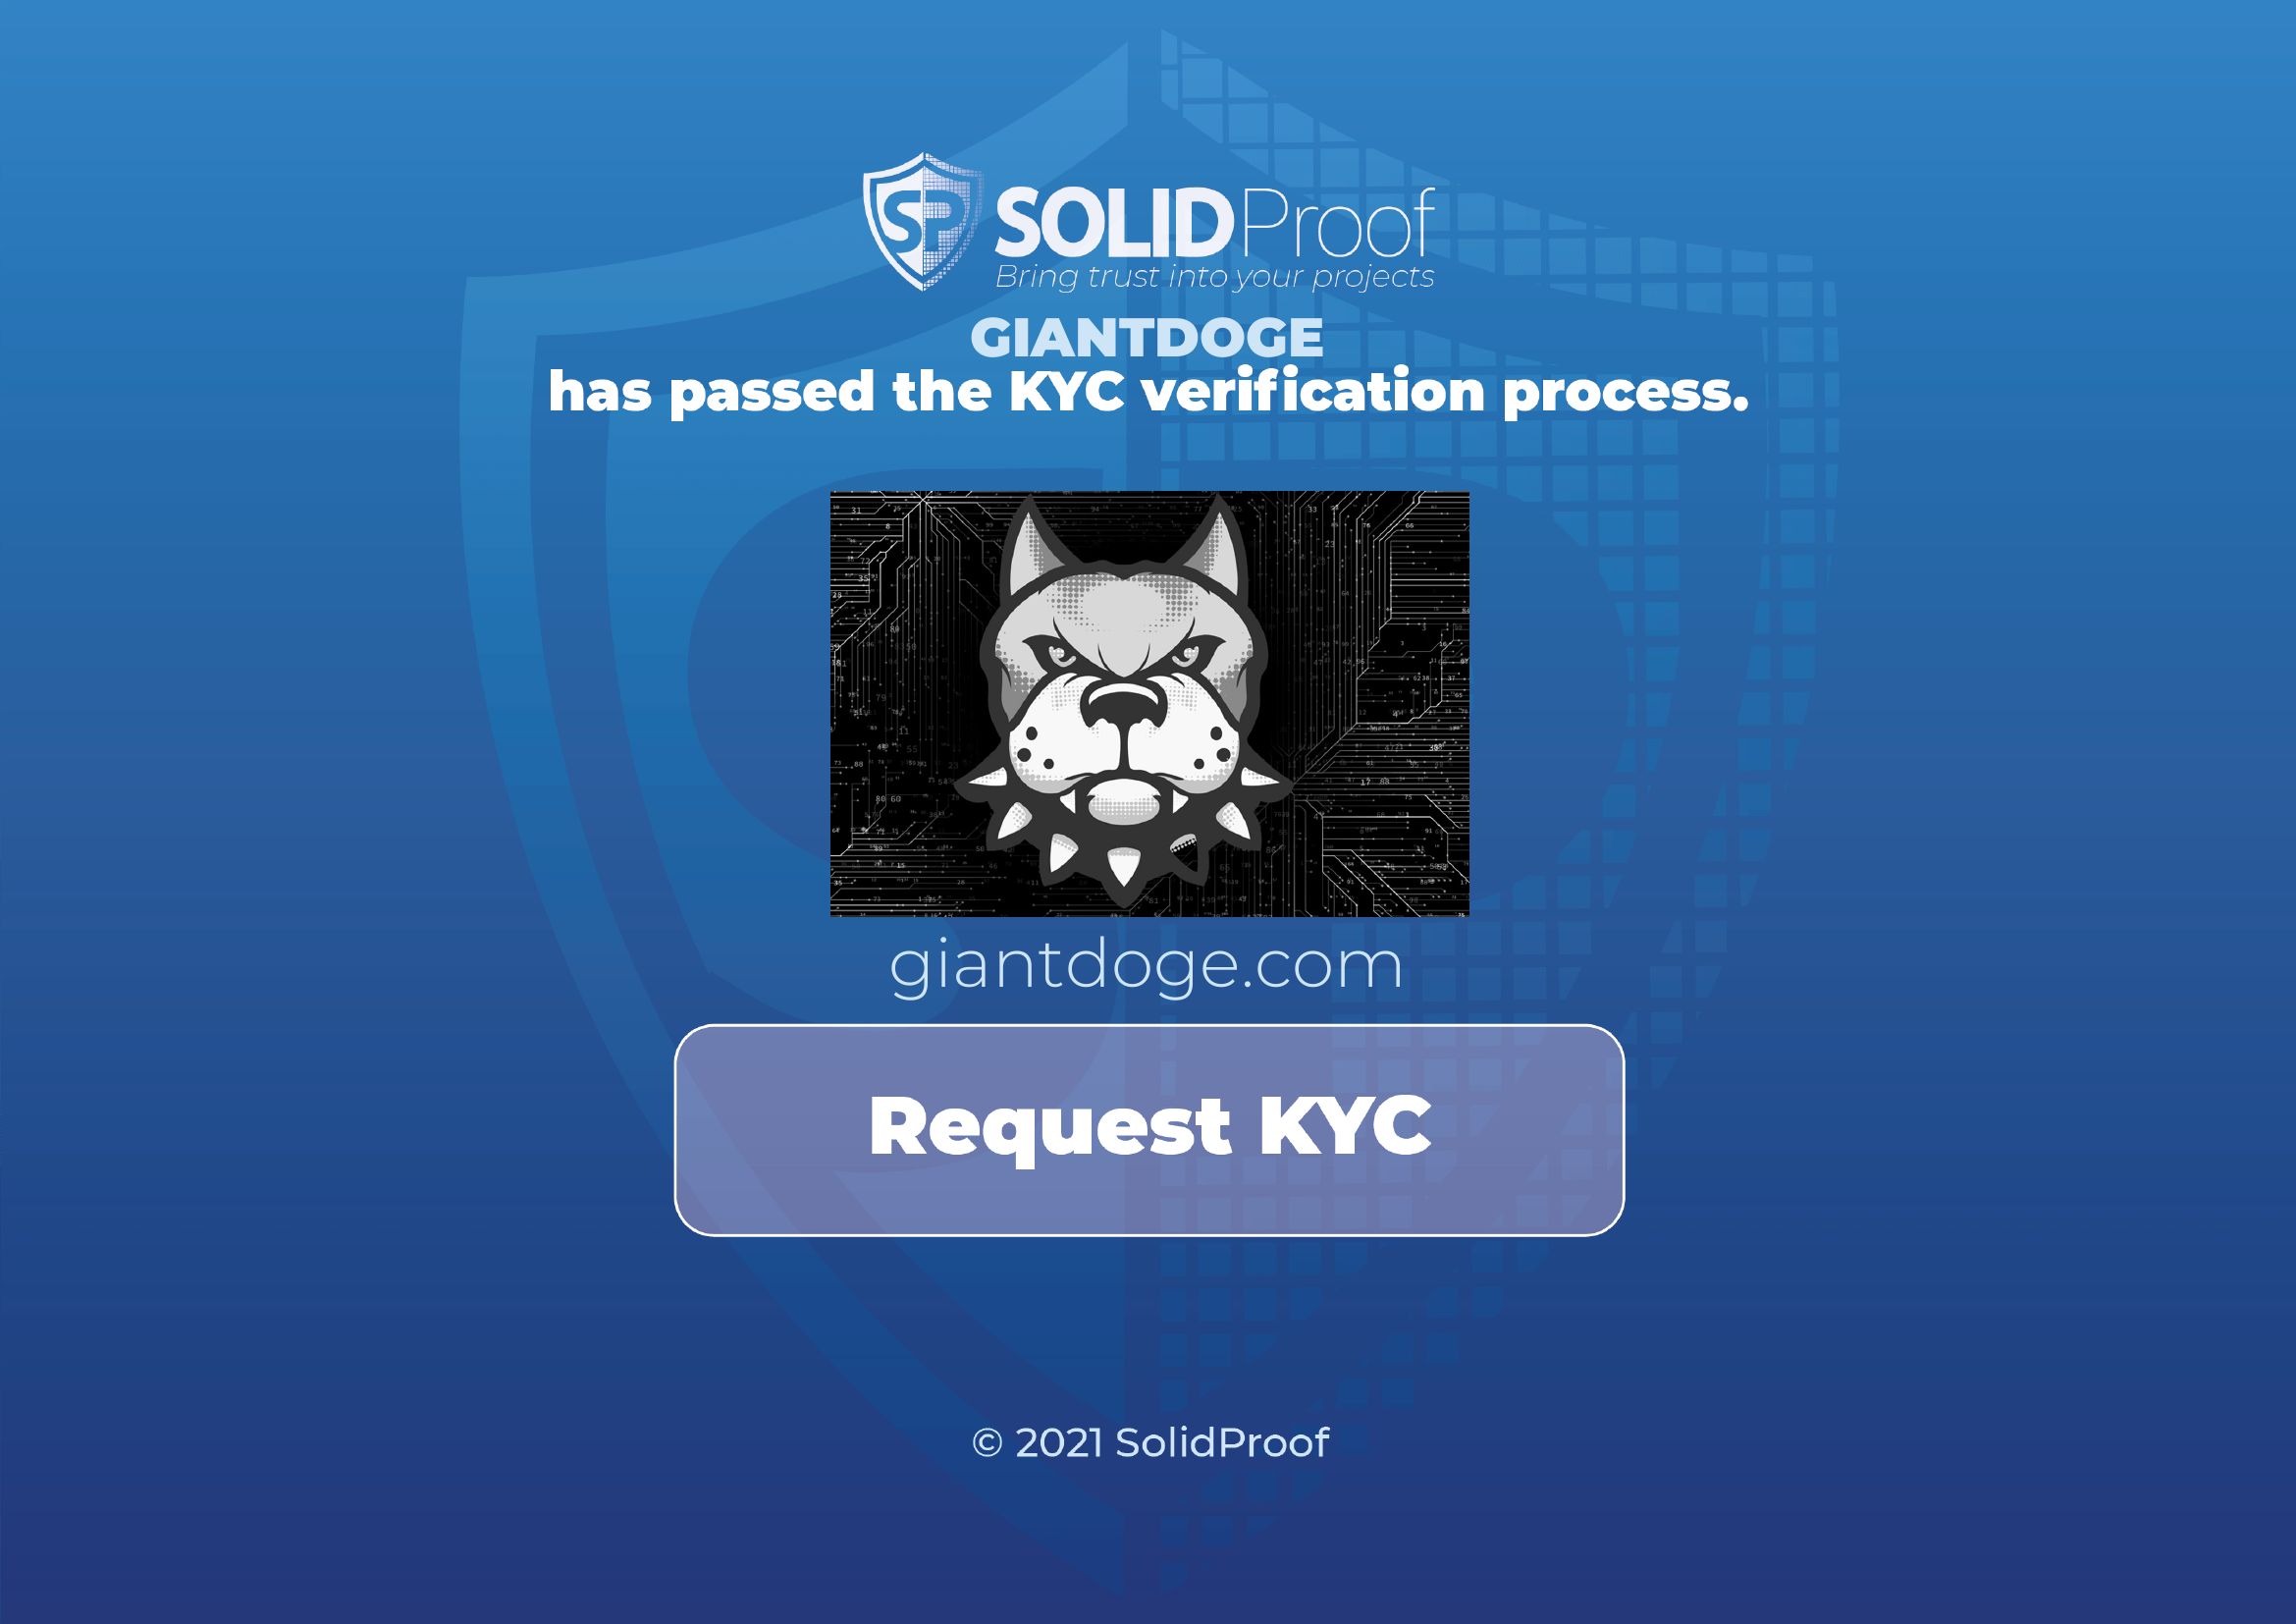 SP SOLIDProof
Bring trust into your projects
GIANTDOGE
has passed the KYC verification process.
giantdoge.com
Request KYC
© 2021 SolidProof